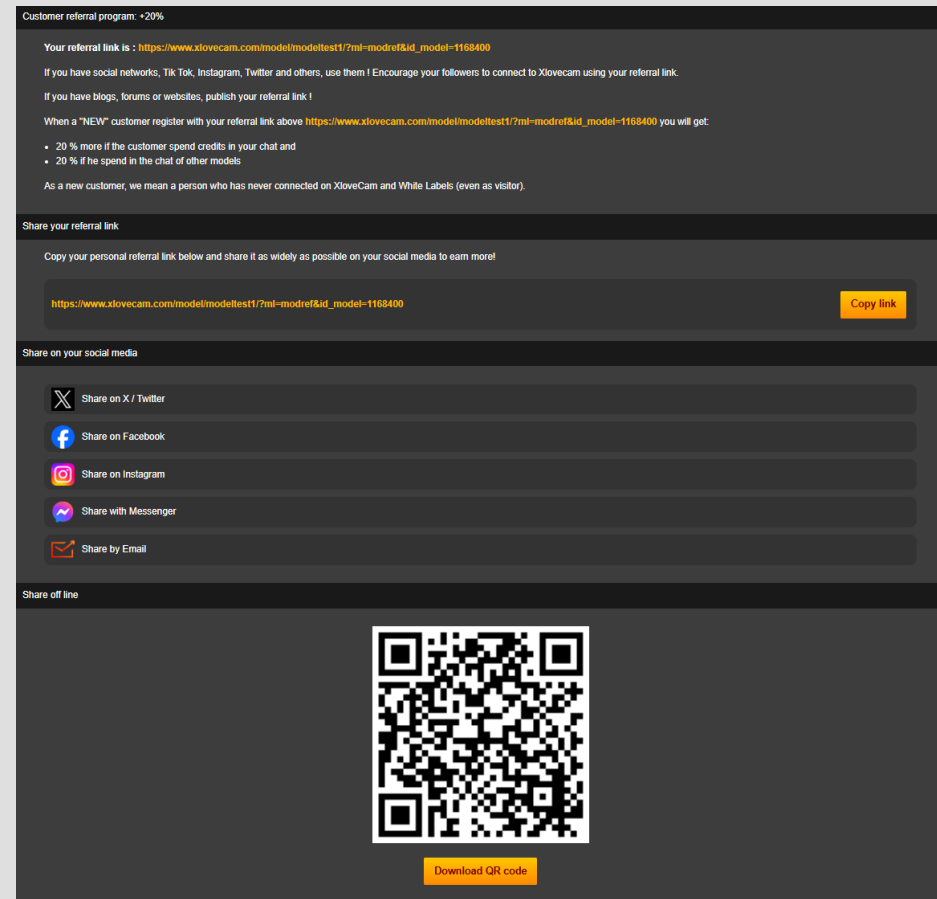 Customer referral program: +20%
Your referral link is : https://www.xlovecam.com/model/modeltest1/?ml=modref&id_model=1168400
If you have social networks, Tik Tok, Instagram, Twitter and others, use them ! Encourage your followers to connect to Xlovecam using your referral link.
If you have blogs, forums or websites, publish your referral link !
When a "NEW" customer register with your referral link above https://www.xlovecam.com/model/modeltest1/?ml=modref&id_model=1168400 you will get:
• 20 % more if the customer spend credits in your chat and
• 20 % if he spend in the chat of other models
As a new customer, we mean a person who has never connected on XloveCam and White Labels (even as visitor).
Share your referral link
Copy your personal referral link below and share it as widely as possible on your social media to earn more!
https://www.xlovecam.com/model/modeltest1/?ml=modref&id_model=1168400
Copy link
Share on your social media
Share on X / Twitter
Share on Facebook
Share on Instagram
Share with Messenger
Share by Email
Share off line
Download QR code